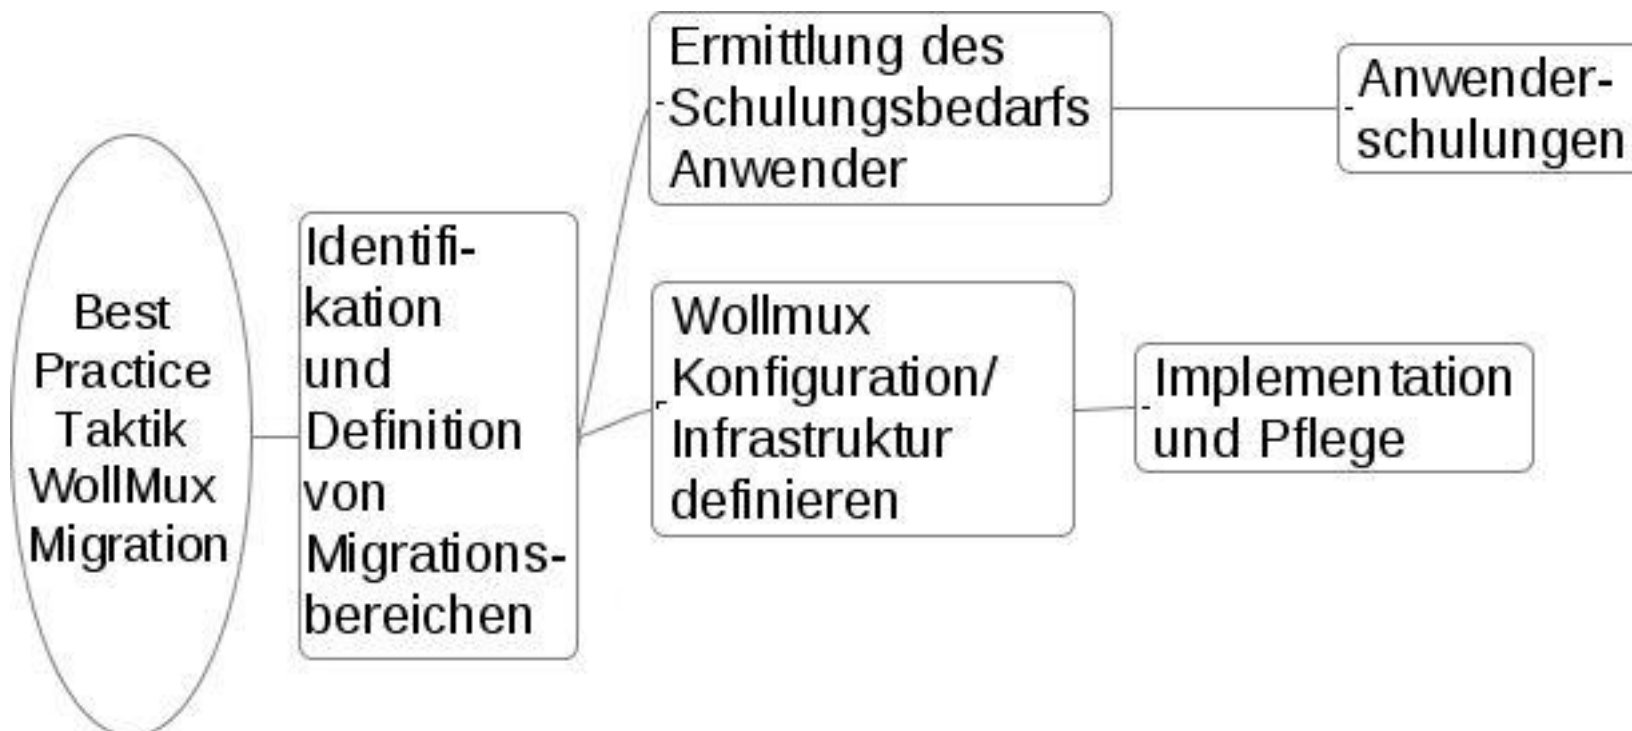 Best
Practice
Taktik
WollMux
Migration
Identifi-
kation
und
Definition
von
Migrations-
bereichen
Ermittlung des
Schulungsbedarfs
Anwender
Anwender-
schulungen
Wollmux
Konfiguration/
Infrastruktur
definieren
Implementation
und Pflege